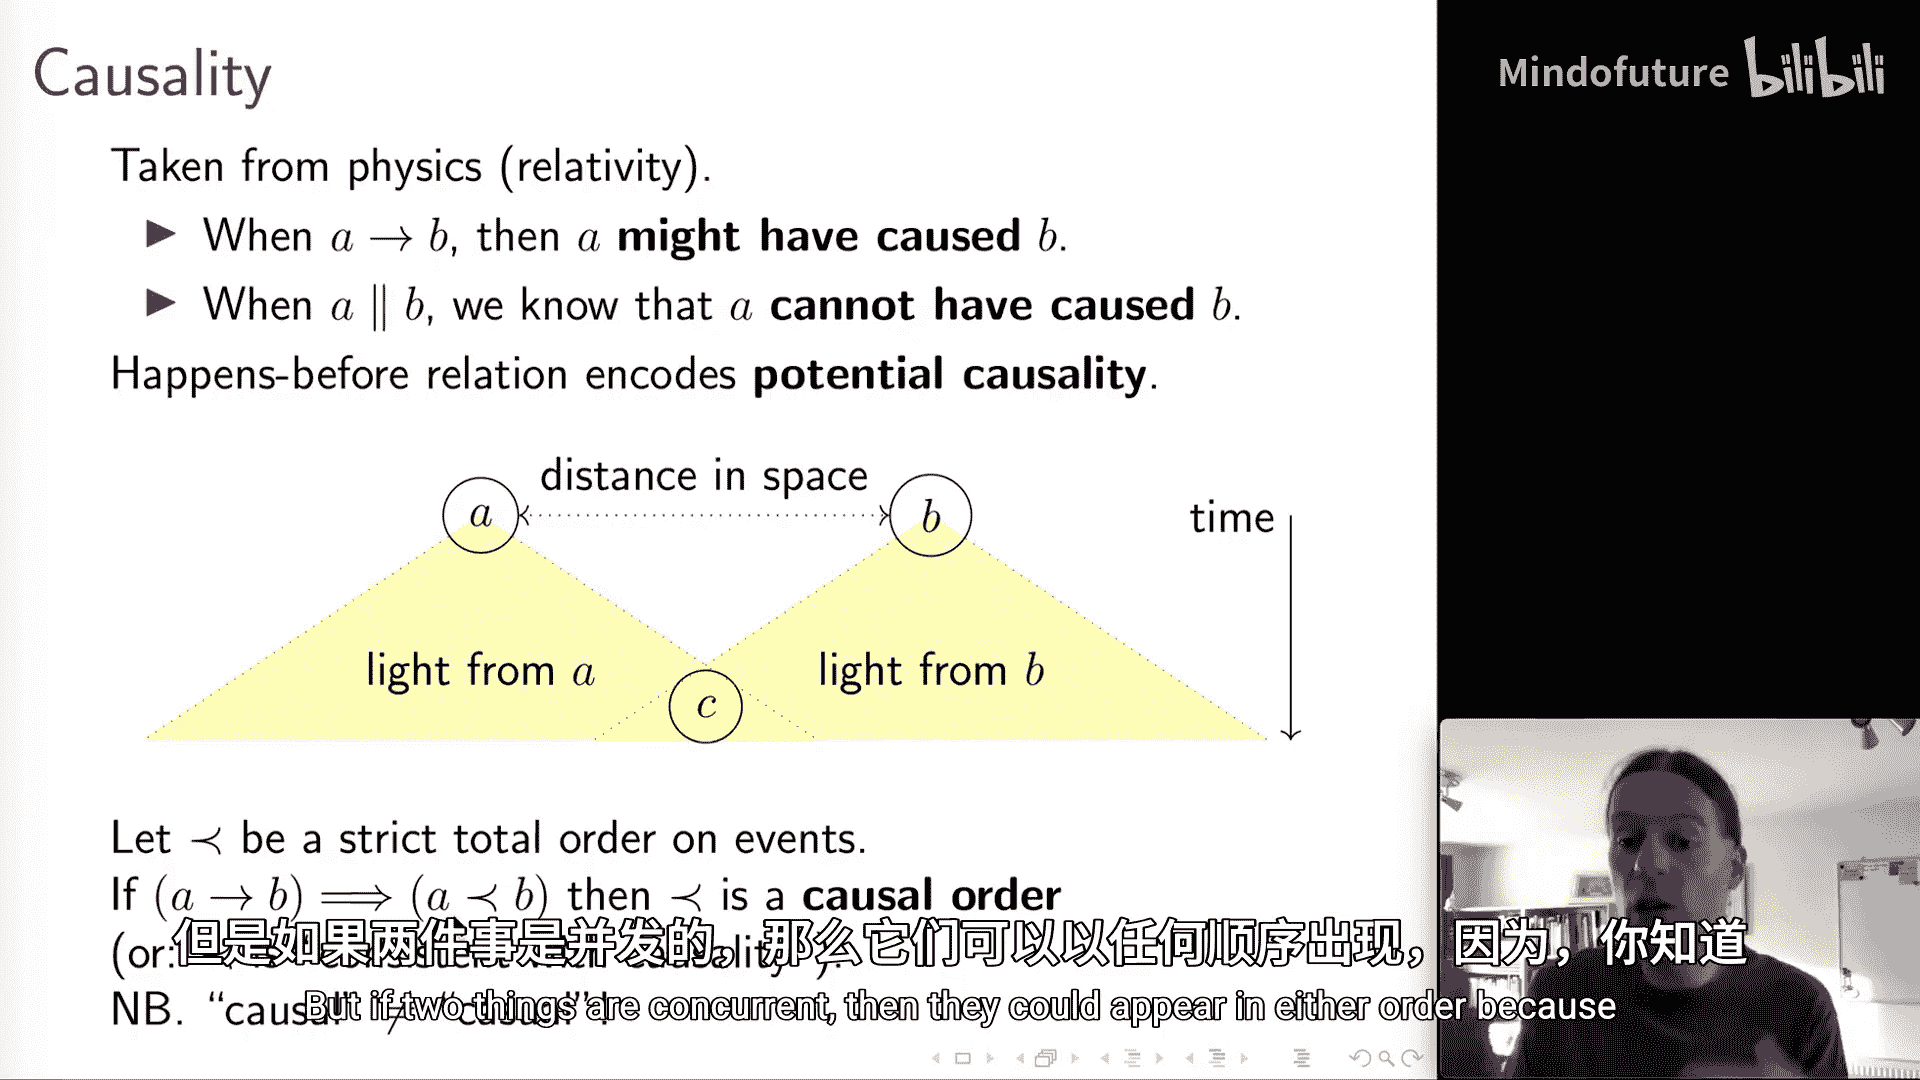 Causality
Mindofuture bilibili
Taken from physics (relativity).
▶ When a → b, then a might have caused b.
▶ When a ∥ b, we know that a cannot have caused b.
Happens-before relation encodes potential causality.
distance in space
a
b
time
light from a
light from b
c
Let ≺ be a strict total order on events.
If (a → b) ⟹ (a ≺ b) then ≺ is a causal order
(or:
但是如果两件事是并发的，那么它们可以以任何顺序出现，因为，你知道
NB. “causal” ≠ “casual”!
But if two things are concurrent, then they could appear in either order because